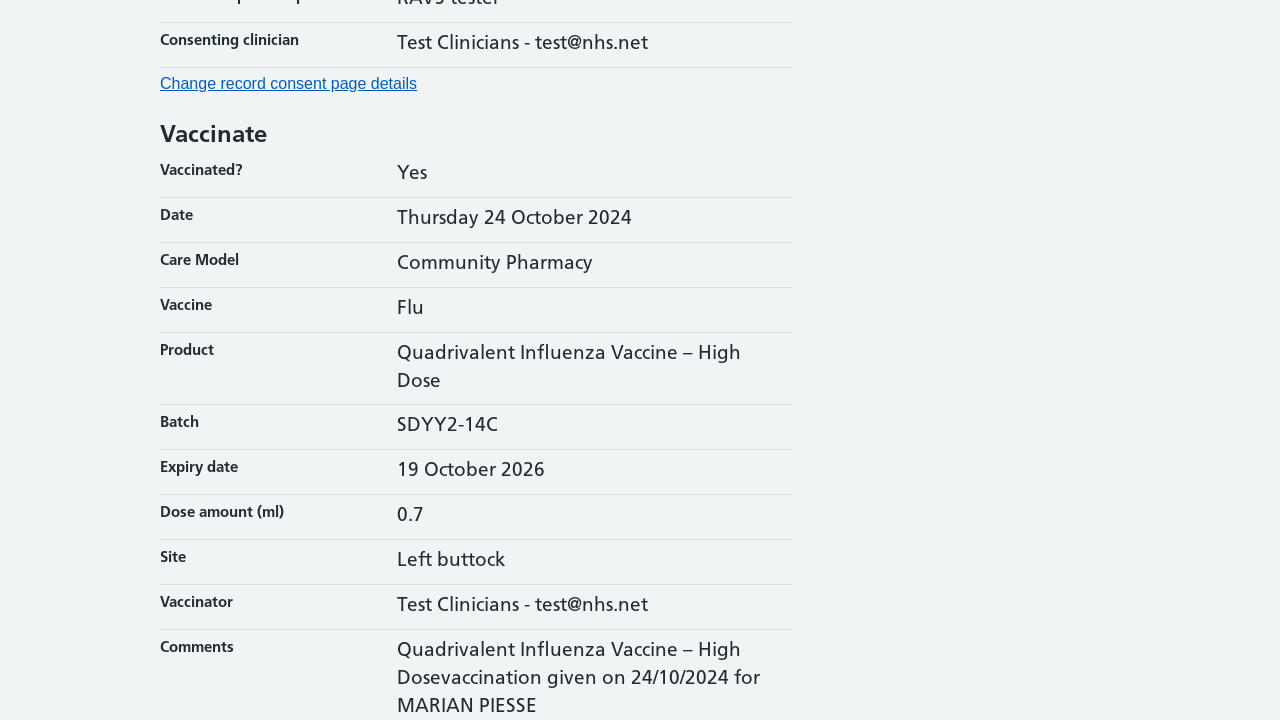 Consenting clinician
Test Clinicians - test@nhs.net
Change record consent page details
Vaccinate
Vaccinated?
Yes
Date
Thursday 24 October 2024
Care Model
Community Pharmacy
Vaccine
Flu
Product
Quadrivalent Influenza Vaccine – High
Dose
Batch
SDYY2-14C
Expiry date
19 October 2026
Dose amount (ml)
0.7
Site
Left buttock
Vaccinator
Test Clinicians - test@nhs.net
Comments
Quadrivalent Influenza Vaccine – High
Dosevaccination given on 24/10/2024 for
MARIAN PIESSE